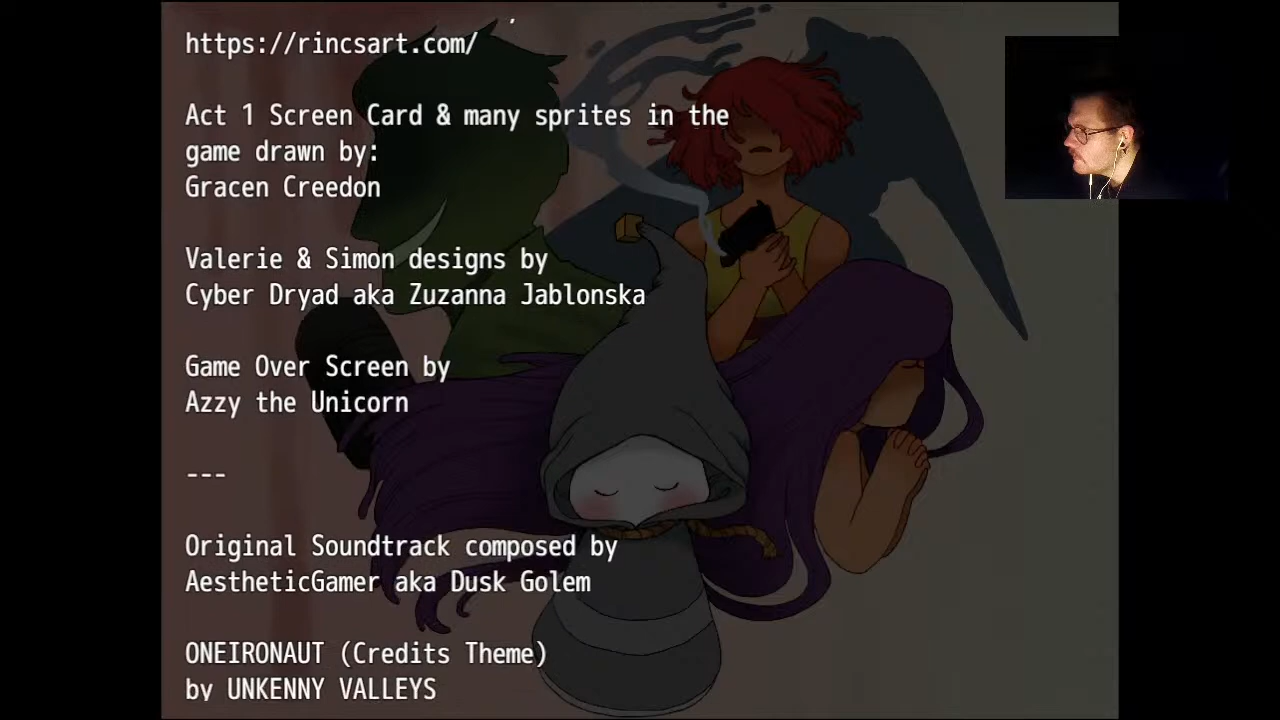 https://rincsart.com/
Act 1 Screen Card & many sprites in the
game drawn by:
Gracen Creedon
Valerie & Simon designs by
Cyber Dryad aka Zuzanna Jablonska
Game Over Screen by
Azzy the Unicorn
---
Original Soundtrack composed by
AestheticGamer aka Dusk Golem
ONEIRONAUT (Credits Theme)
by UNKENNY VALLEYS